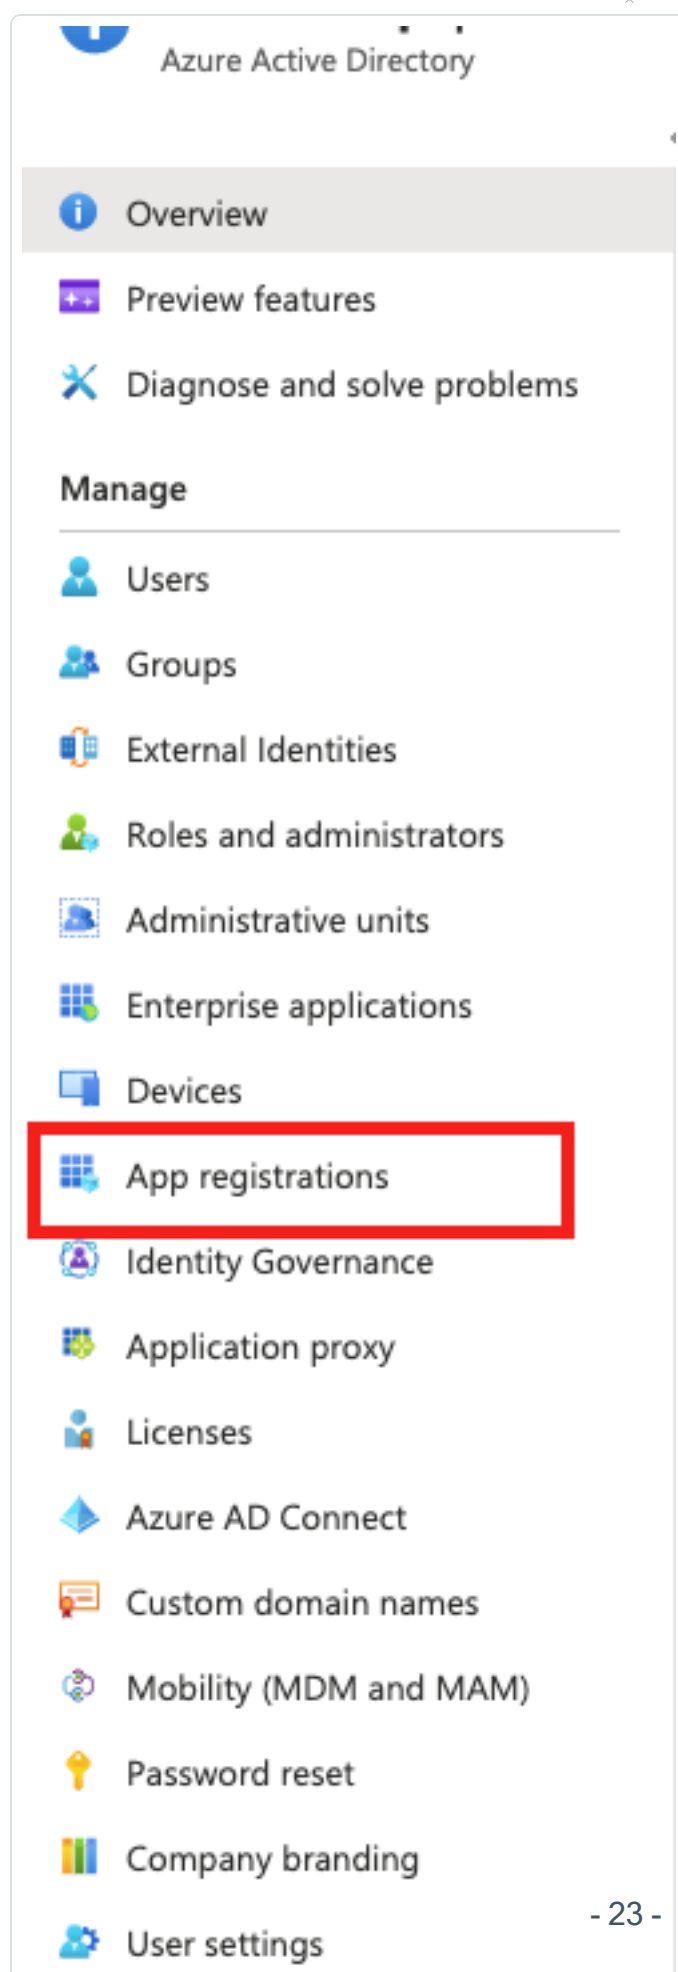 Azure Active Directory
Overview
Preview features
Diagnose and solve problems
Manage
Users
Groups
External Identities
Roles and administrators
Administrative units
Enterprise applications
Devices
App registrations
Identity Governance
Application proxy
Licenses
Azure AD Connect
Custom domain names
Mobility (MDM and MAM)
Password reset
Company branding
- 23 -
User settings